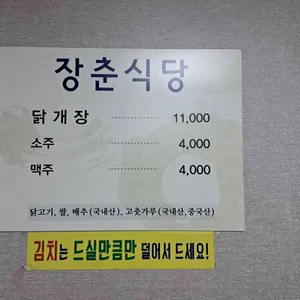 장춘식당
닭개장 ............ 11,000
소주 ............ 4,000
맥주 ............ 4,000
닭고기, 쌀, 배추(국내산), 고춧가루(국내산,중국산)
김치는 드실만큼만 덜어서 드세요!